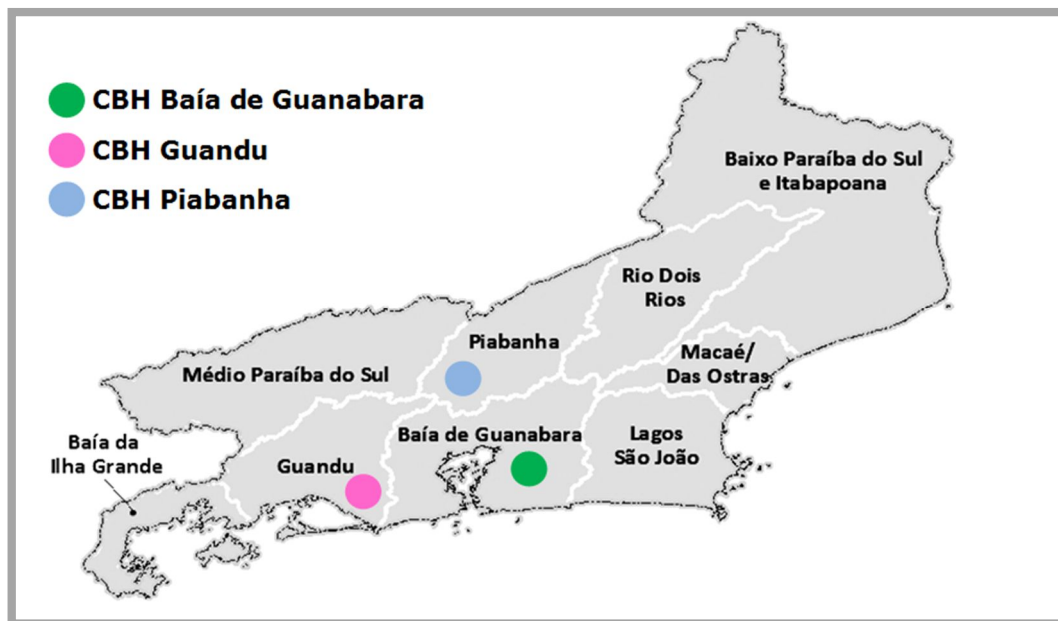 CBH Baía de Guanabara
CBH Guandu
CBH Piabanha
Baixo Paraíba do Sul
e Itabapoana
Rio Dois
Rios
Piabanha
Macaé/
Das Ostras
Médio Paraíba do Sul
Baía de Guanabara
Lagos
São João
Baía da
Ilha Grande
Guandu